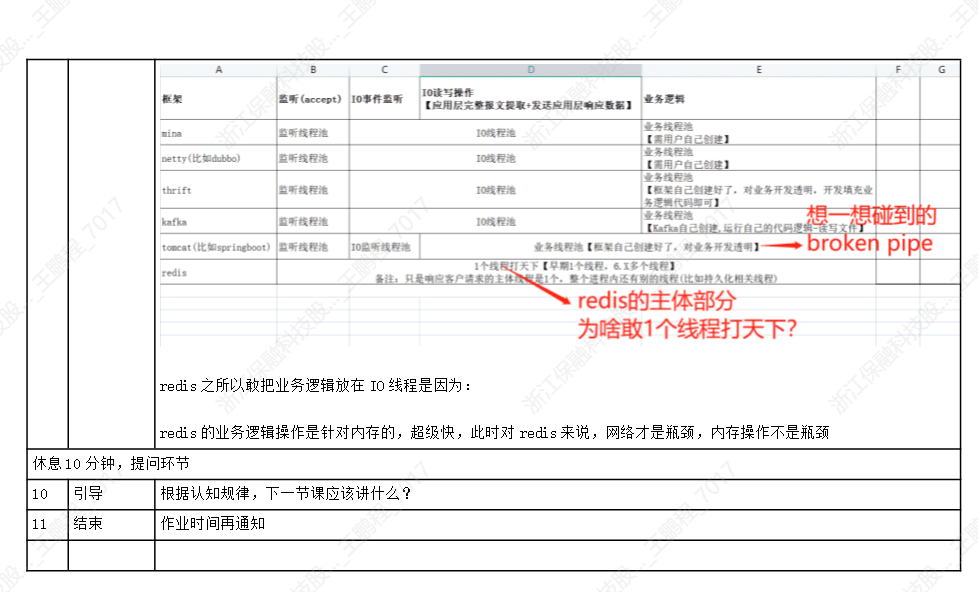 A B C D E F G
框架 监听(accept) IO事件监听 IO读写操作
【应用层完整报文提取+发送应用层响应数据】 业务逻辑
mina 监听线程池 IO线程池 业务线程池
【需用户自己创建】
netty(比如dubbo) 监听线程池 IO线程池 业务线程池
【需用户自己创建】
thrift 监听线程池 IO线程池 业务线程池
【框架自己创建好了，对业务开发透明，开发填充业
务逻辑代码即可】
kafka 监听线程池 IO线程池 业务线程池
【Kafka自己创建,运行自己的代码逻辑-读写文件】
想一想碰到的
broken pipe
tomcat(比如springboot) 监听线程池 IO监听线程池 业务线程池【框架自己创建好了，对业务开发透明】
redis 1个线程打天下【早期1个线程，6.X多个线程】
备注：只是响应客户请求的主体线程是1个，整个进程内还有别的线程(比如持久化相关线程)
redis的主体部分
为啥敢1个线程打天下?
redis之所以敢把业务逻辑放在IO线程是因为：
redis的业务逻辑操作是针对内存的，超级快，此时对redis来说，网络才是瓶颈，内存操作不是瓶颈
休息10分钟，提问环节
10 引导 根据认知规律，下一节课应该讲什么？
11 结束 作业时间再通知